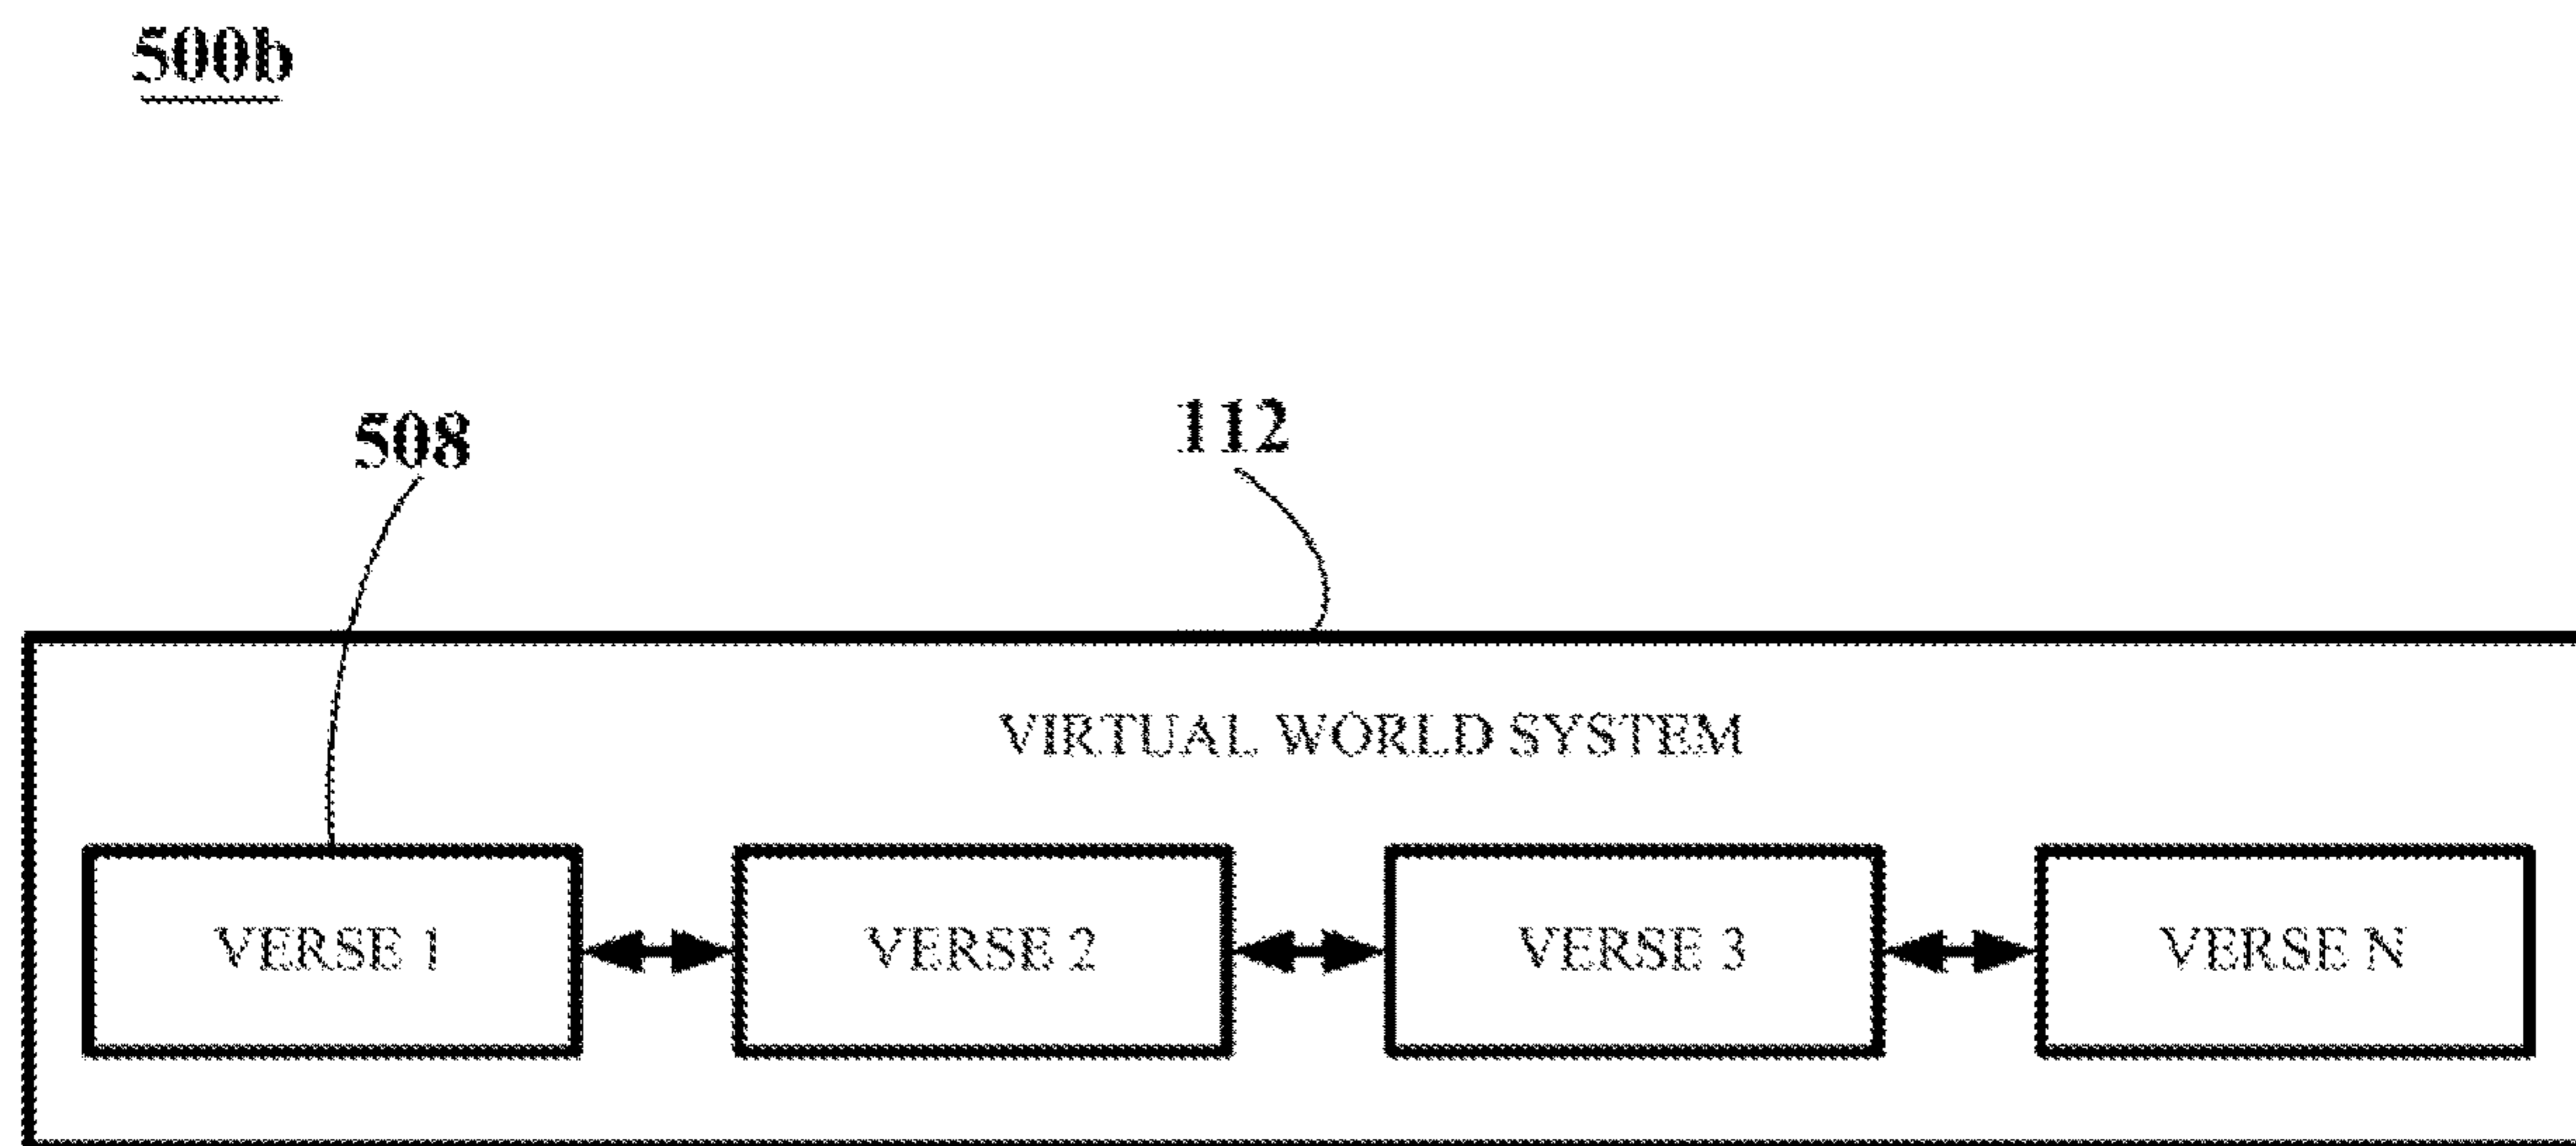 500b
508
112
VIRTUAL WORLD SYSTEM
VERSE 1
VERSE 2
VERSE 3
VERSE N